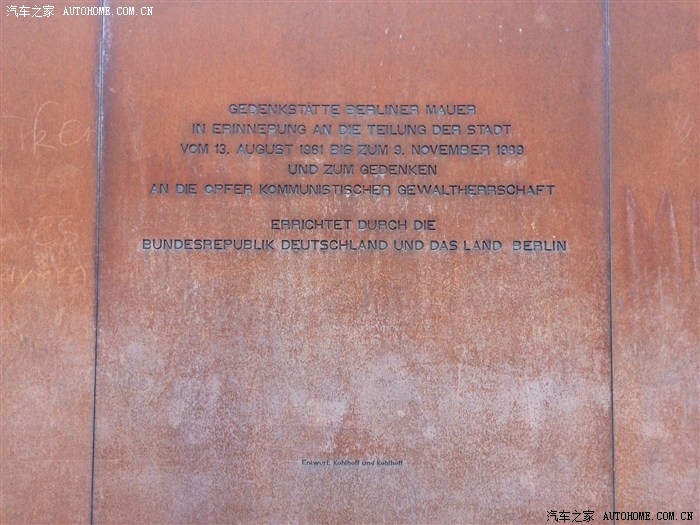 汽车之家 AUTOHOME.COM.CN
GEDENKSTÄTTE BERLINER MAUER
IN ERINNERUNG AN DIE TEILUNG DER STADT
VOM 13. AUGUST 1961 BIS ZUM 9. NOVEMBER 1989
UND ZUM GEDENKEN
AN DIE OPFER KOMMUNISTISCHER GEWALTHERRSCHAFT
ERRICHTET DURCH DIE
BUNDESREPUBLIK DEUTSCHLAND UND DAS LAND BERLIN
Entwurf, Kohlhoff und Kohlhoff
汽车之家 AUTOHOME.COM.CN